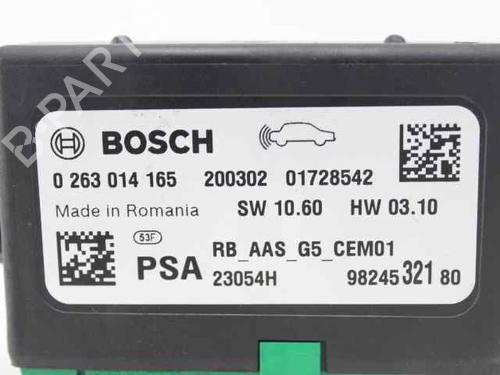 BOSCH
0 263 014 165 200302 01728542
Made in Romania SW 10.60 HW 03.10
53F
PSA RB_AAS_G5_CEM01
23054H 98245 321 80
B-PARTS